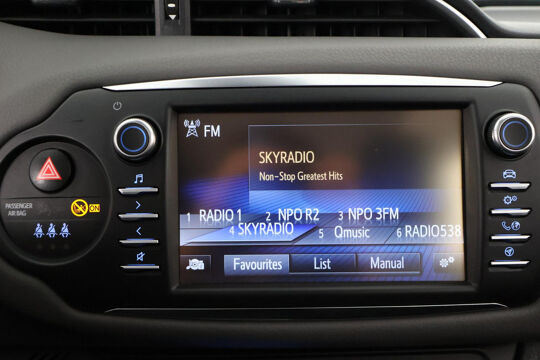 FM
SKYRADIO
Non-Stop Greatest Hits
1 RADIO 1 2 NPO R2 3 NPO 3FM
4 SKYRADIO 5 Qmusic 6 RADIO538
Favourites List Manual
PASSENGER
AIR BAG
ON